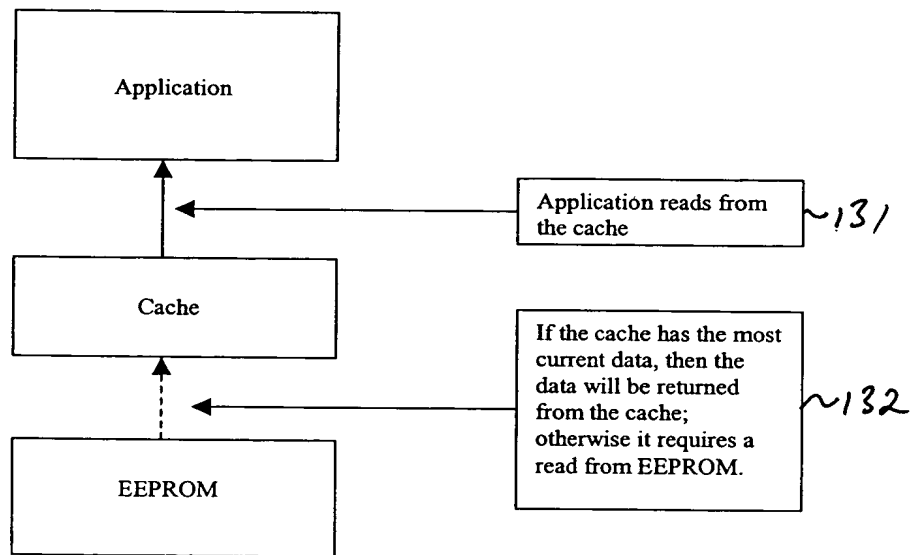 Application
Application reads from
the cache
~131
Cache
If the cache has the most
current data, then the
data will be returned
from the cache;
otherwise it requires a
read from EEPROM.
~132
EEPROM